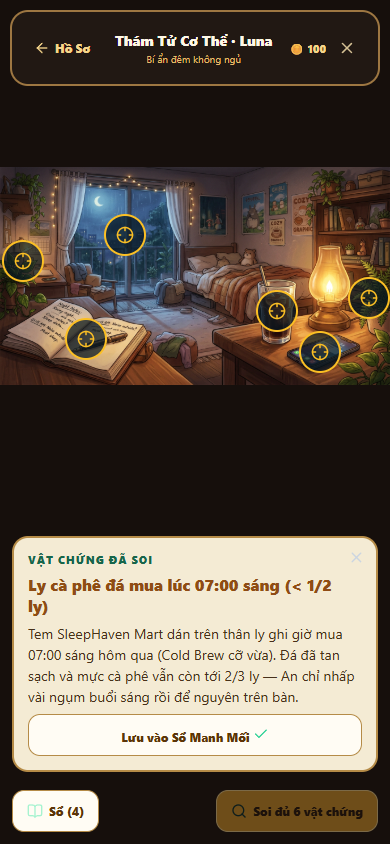 Hồ Sơ
Thám Tử Cơ Thể · Luna
Bí ẩn đêm không ngủ
100
COZY
VẬT CHỨNG ĐÃ SOI
Ly cà phê đá mua lúc 07:00 sáng (< 1/2
ly)
Tem SleepHaven Mart dán trên thân ly ghi giờ mua
07:00 sáng hôm qua (Cold Brew cỡ vừa). Đá đã tan
sạch và mực cà phê vẫn còn tới 2/3 ly — An chỉ nhấp
vài ngụm buổi sáng rồi để nguyên trên bàn.
Lưu vào Sổ Manh Mối
Sổ (4)
Soi đủ 6 vật chứng